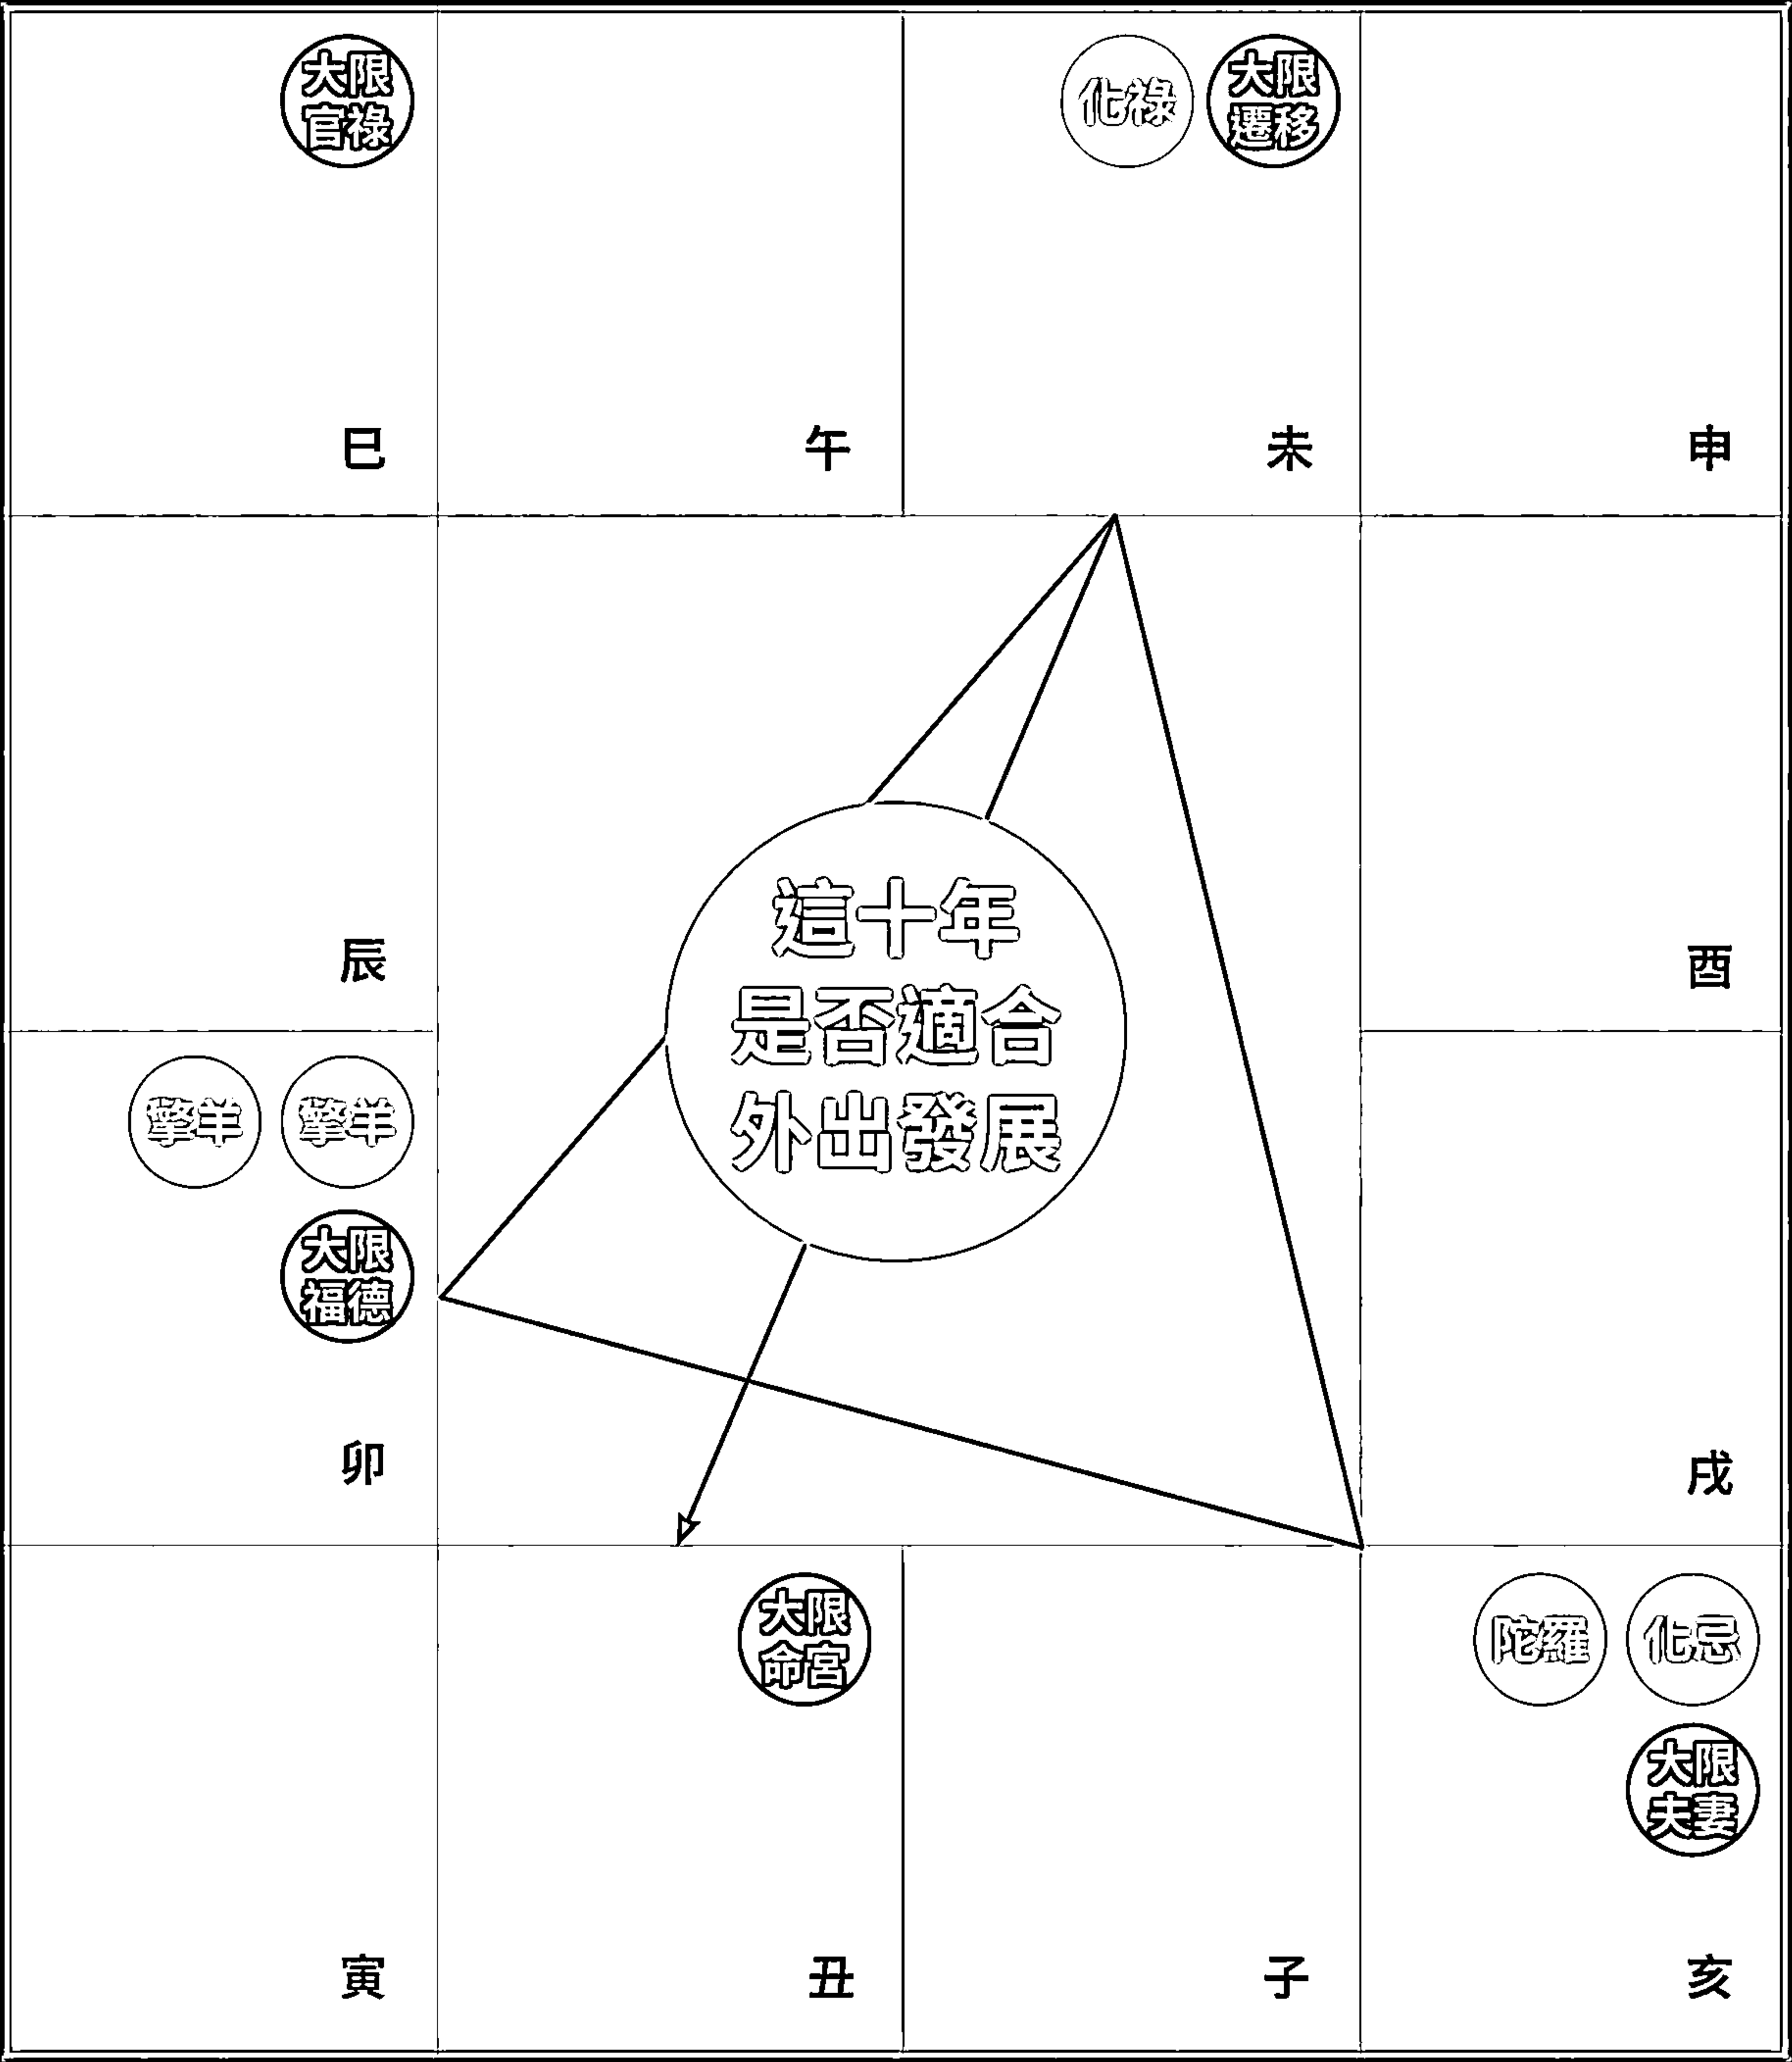 大限
官祿
化祿
大限
遷移
巳
午
未
申
這十年
是否適合
外出發展
辰
酉
擎羊
擎羊
大限
福德
卯
戌
大限
命宮
陀羅
化忌
大限
夫妻
寅
丑
子
亥